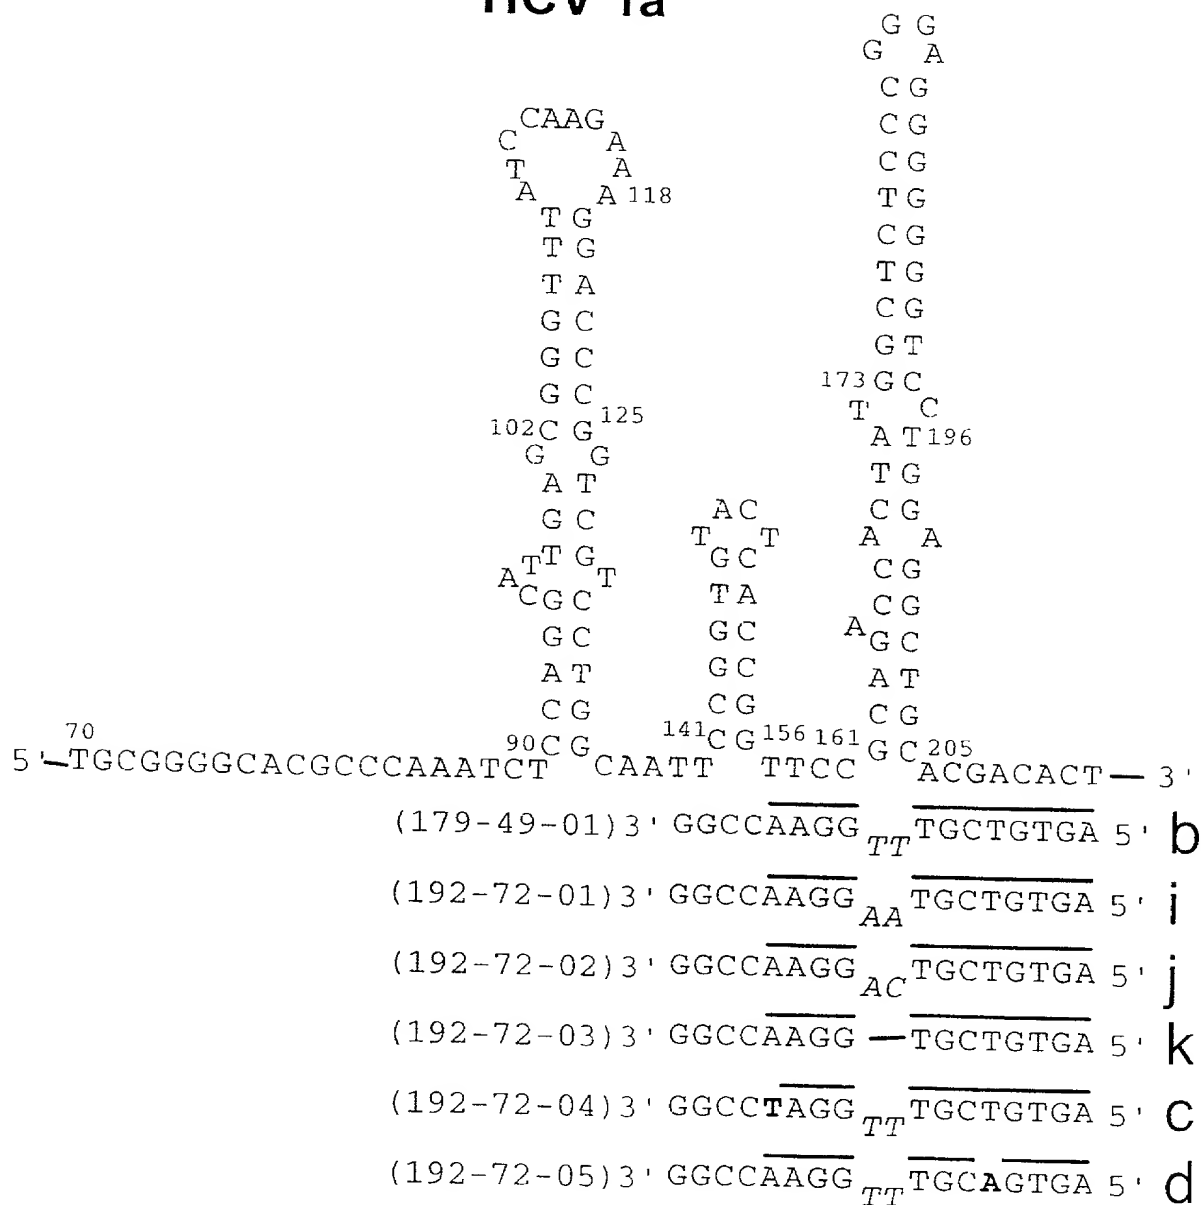 HCV 1a
G G
G A
C G
CCAAG C G
C A C G
T A T G
A A 118 C G
T G T G
T G C G
T A G T
G C 173 G C
G C T C
G C A T 196
102 C G 125 T G
G G C G
A T A C A A
G C T T C G
T T G G C C G
A C G C T T A A G C
G C G C A T
A T G C C G
C G C G G C 205
5'-70 TGCGGGGCACGCCCAAATCT 90 C G CAATT 141 C G 156 TTCC 161 ACGACACT — 3'
(179-49-01)3' GGCCAAGG TT TGCTGTGA 5' b
(192-72-01)3' GGCCAAGG AA TGCTGTGA 5' i
(192-72-02)3' GGCCAAGG AC TGCTGTGA 5' j
(192-72-03)3' GGCCAAGG — TGCTGTGA 5' k
(192-72-04)3' GGCCTAGG TT TGCTGTGA 5' c
(192-72-05)3' GGCCAAGG TT TGCAGTGA 5' d